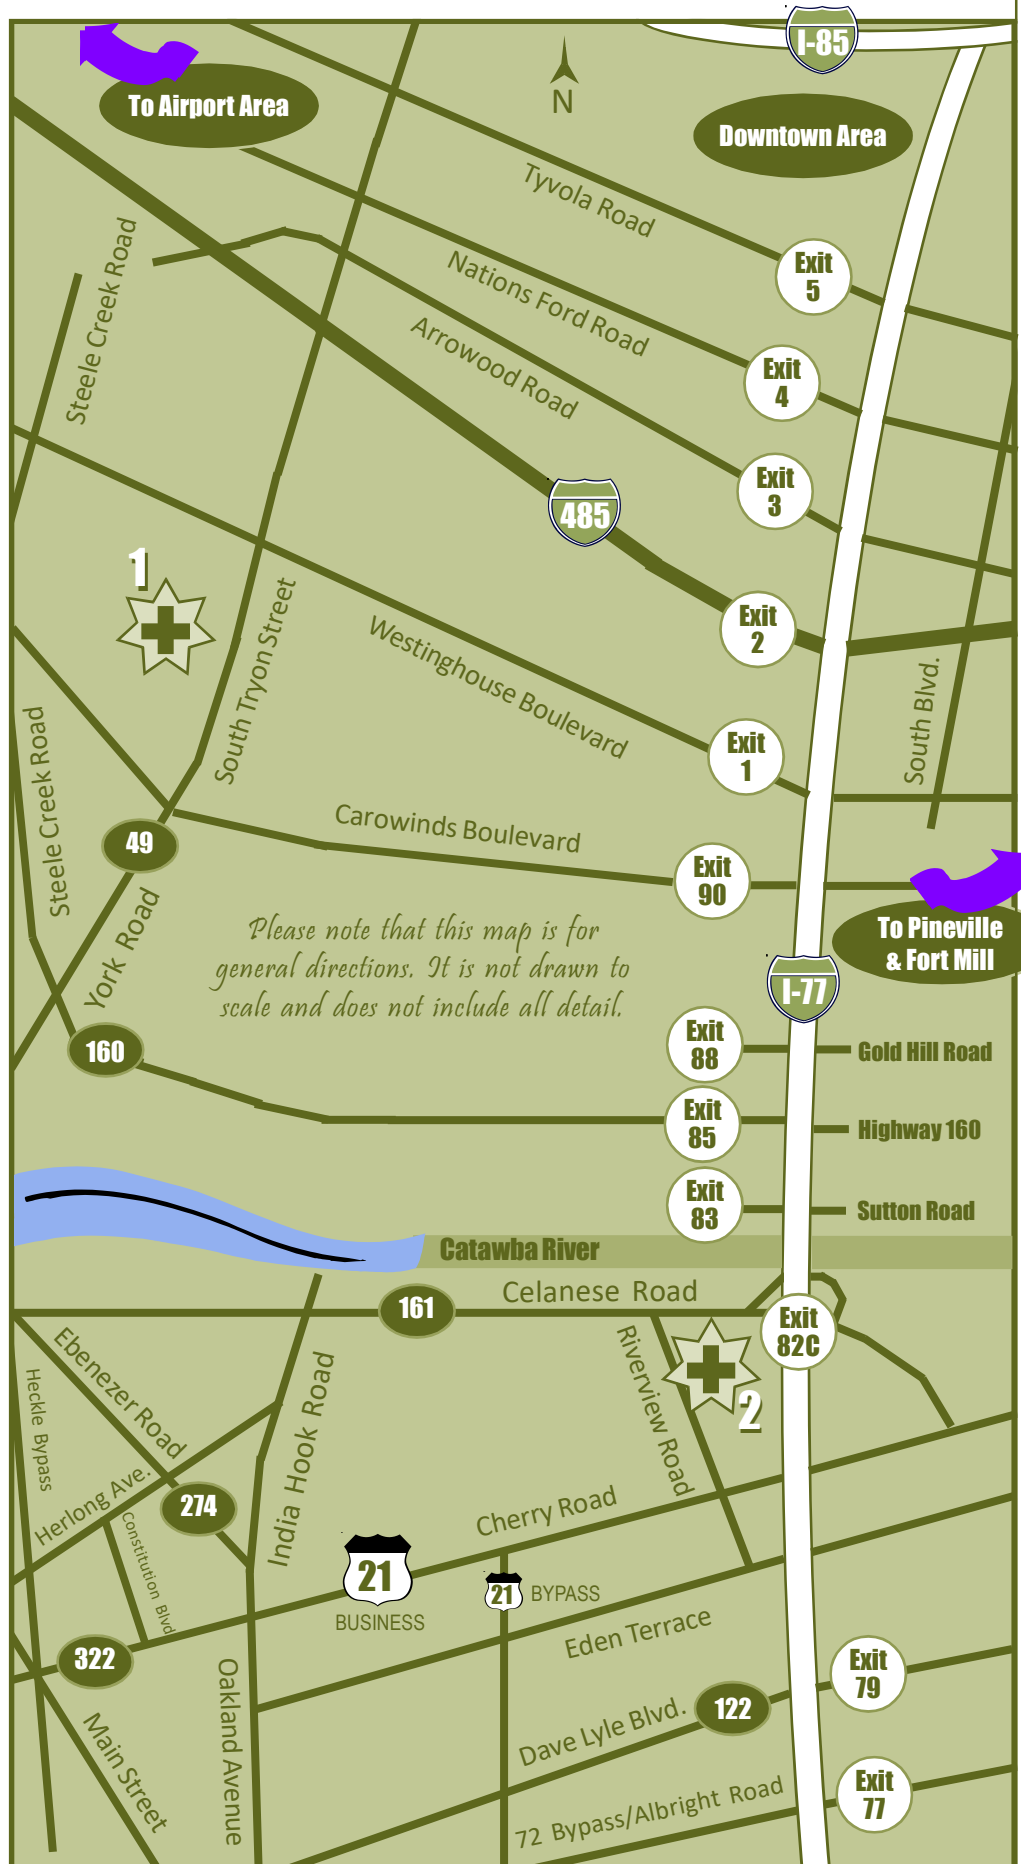 I-85
To Airport Area
N
Downtown Area
Tyvola Road
Steele Creek Road
Nations Ford Road
Exit
5
Arrowood Road
Exit
4
Exit
3
485
1
South Tryon Street
Westinghouse Boulevard
Exit
2
South Blvd.
Steele Creek Road
Exit
1
Carowinds Boulevard
49
Exit
90
York Road
Please note that this map is for
general directions. It is not drawn to
scale and does not include all detail.
To Pineville
& Fort Mill
I-77
160
Exit
88
Gold Hill Road
Exit
85
Highway 160
Exit
83
Sutton Road
Catawba River
Celanese Road
161
Exit
82C
Ebenezer Road
Heckle Bypass
India Hook Road
Riverview Road
2
Herlong Ave.
274
Constitution Blvd
Cherry Road
21
BUSINESS
21
BYPASS
Eden Terrace
322
Oakland Avenue
Exit
79
Main Street
Dave Lyle Blvd.
122
72 Bypass/Albright Road
Exit
77